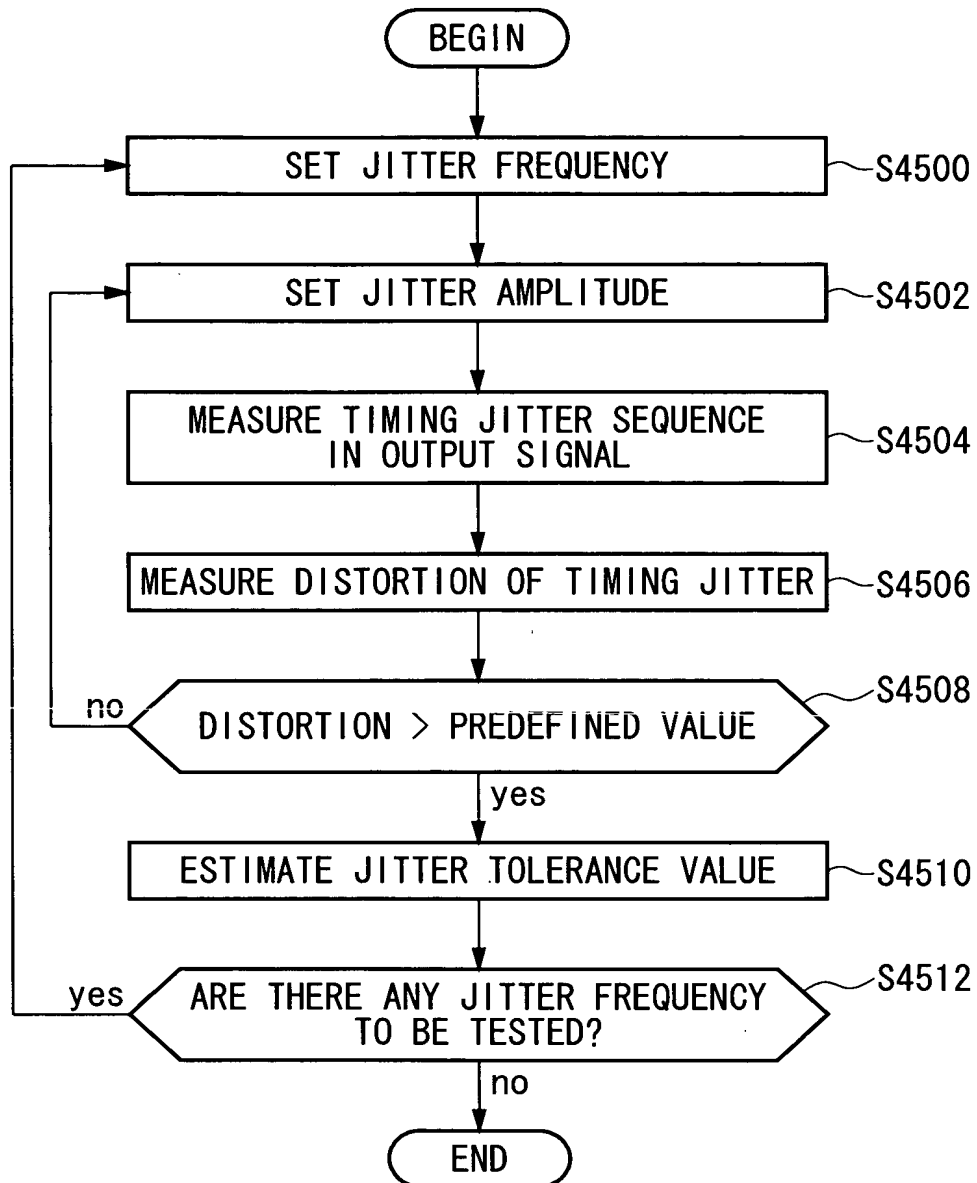 BEGIN
SET JITTER FREQUENCY
S4500
SET JITTER AMPLITUDE
S4502
MEASURE TIMING JITTER SEQUENCE
IN OUTPUT SIGNAL
S4504
MEASURE DISTORTION OF TIMING JITTER
S4506
S4508
no
DISTORTION > PREDEFINED VALUE
yes
ESTIMATE JITTER TOLERANCE VALUE
S4510
S4512
yes
ARE THERE ANY JITTER FREQUENCY
TO BE TESTED?
no
END